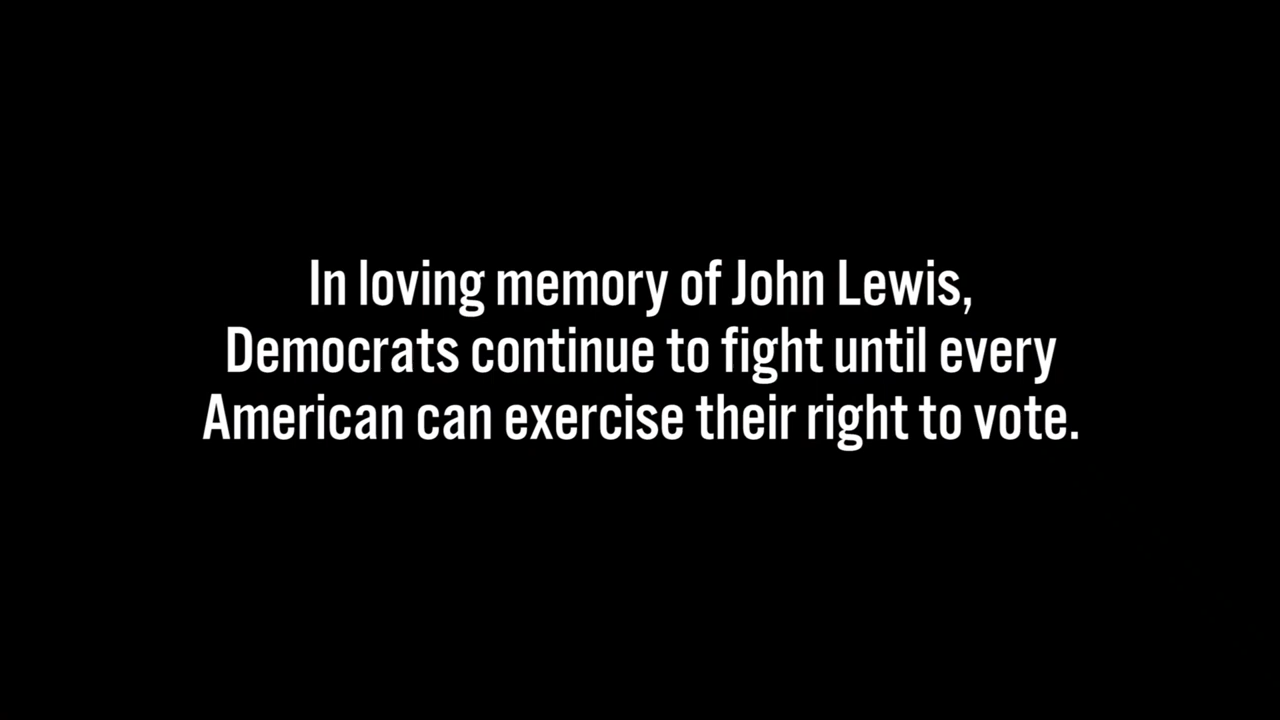 In loving memory of John Lewis,
Democrats continue to fight until every
American can exercise their right to vote.